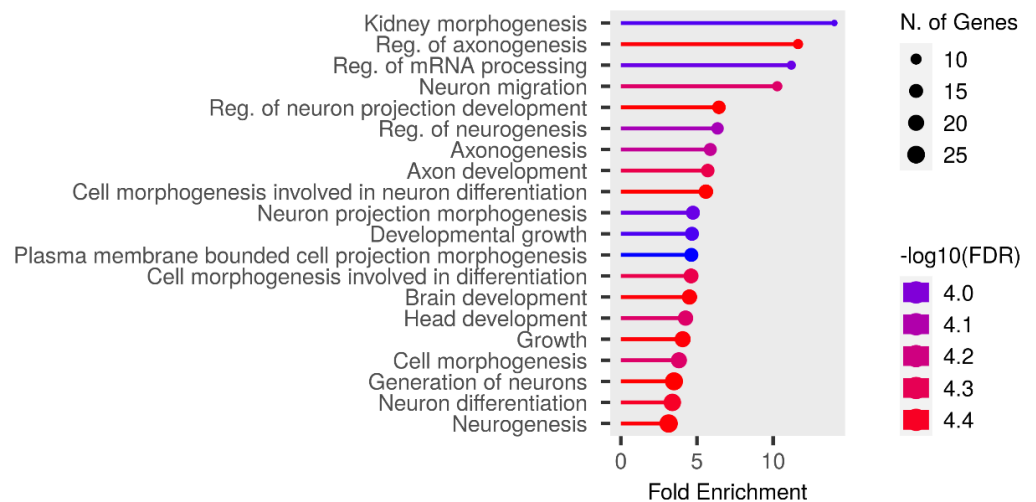 Kidney morphogenesis
Reg. of axonogenesis
Reg. of mRNA processing
Neuron migration
Reg. of neuron projection development
Reg. of neurogenesis
Axonogenesis
Axon development
Cell morphogenesis involved in neuron differentiation
Neuron projection morphogenesis
Developmental growth
Plasma membrane bounded cell projection morphogenesis
Cell morphogenesis involved in differentiation
Brain development
Head development
Growth
Cell morphogenesis
Generation of neurons
Neuron differentiation
Neurogenesis
0 5 10
Fold Enrichment
N. of Genes
10
15
20
25
-log10(FDR)
4.0
4.1
4.2
4.3
4.4